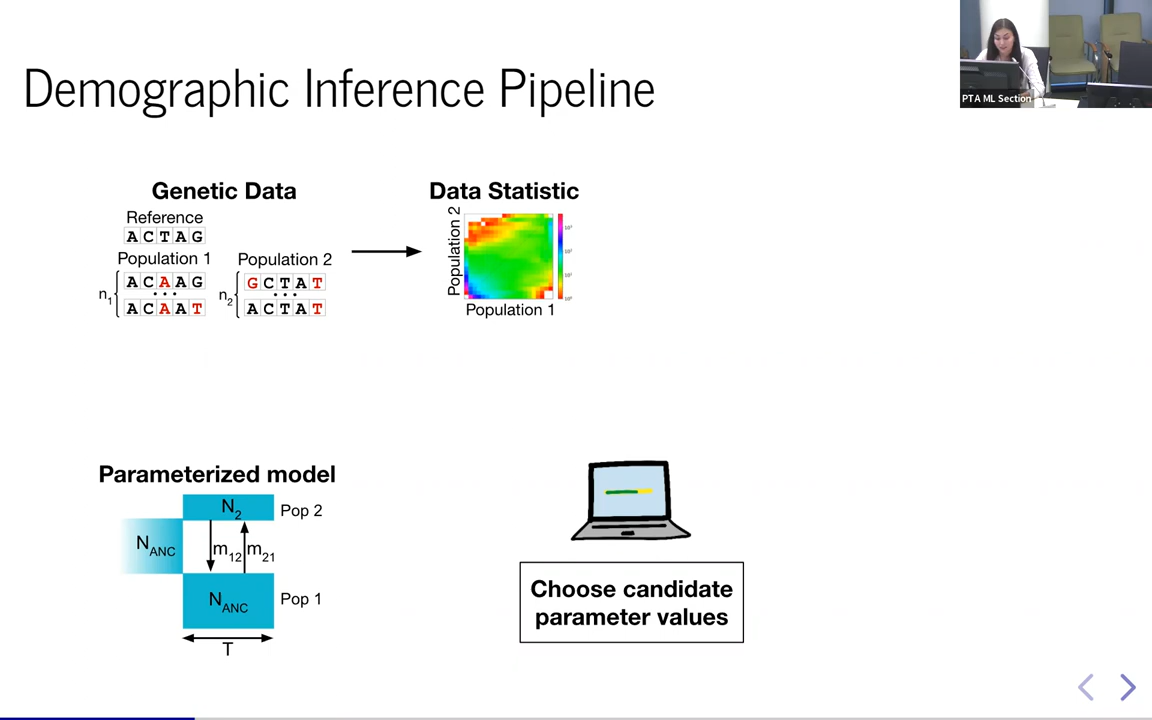 Demographic Inference Pipeline
PTA ML Section
Genetic Data
Reference
A C T A G
Population 1
n1
A C A A G
• • •
A C A A T
Population 2
n2
G C T A T
• • •
A C T A T
Data Statistic
Population 2
Population 1
Parameterized model
N2
Pop 2
NANC
m12
m21
NANC
Pop 1
T
Choose candidate
parameter values